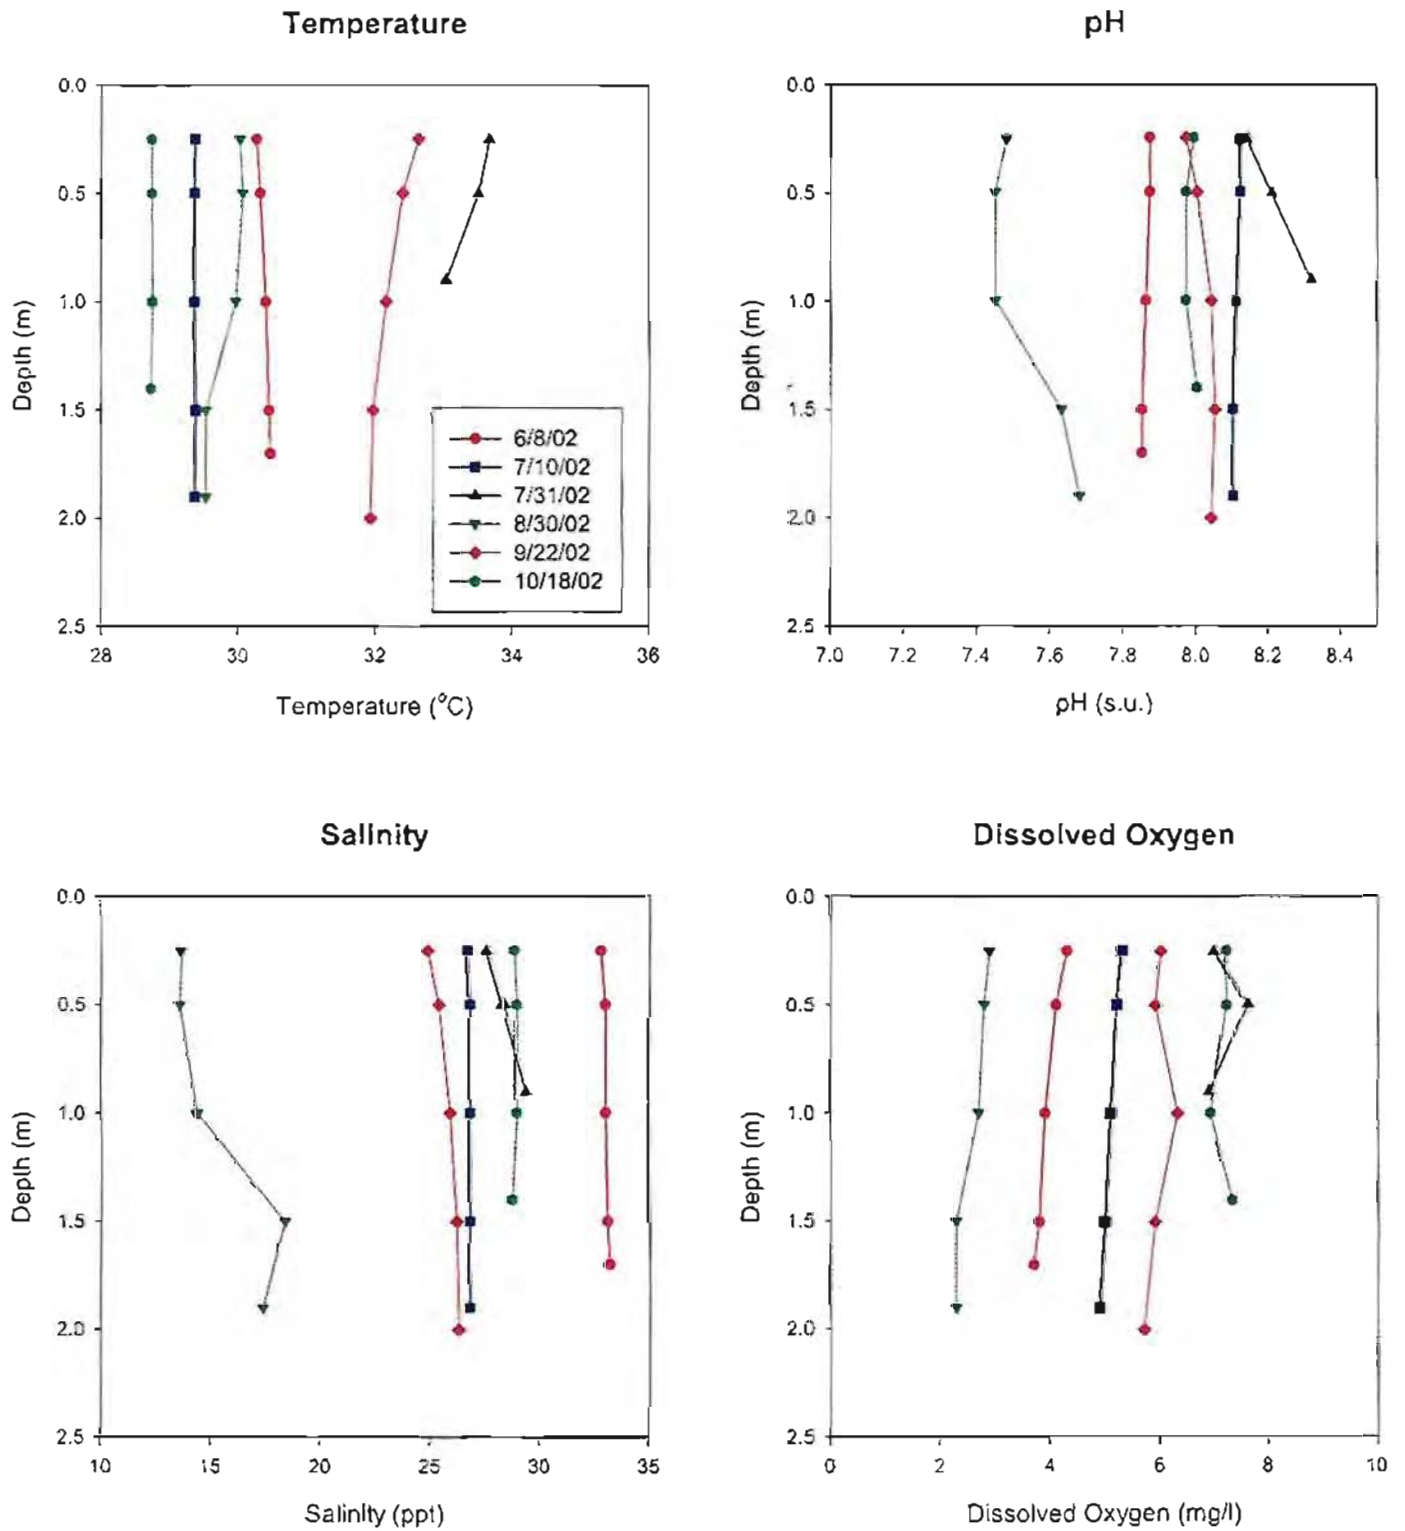 Temperature
0.0
0.5
1.0
1.5
2.0
2.5
Depth (m)
6/8/02
7/10/02
7/31/02
8/30/02
9/22/02
10/18/02
28 30 32 34 36
Temperature (°C)
pH
0.0
0.5
1.0
1.5
2.0
2.5
Depth (m)
7.0 7.2 7.4 7.6 7.8 8.0 8.2 8.4
pH (s.u.)
Salinity
0.0
0.5
1.0
1.5
2.0
2.5
Depth (m)
10 15 20 25 30 35
Salinity (ppt)
Dissolved Oxygen
0.0
0.5
1.0
1.5
2.0
2.5
Depth (m)
0 2 4 6 8 10
Dissolved Oxygen (mg/l)